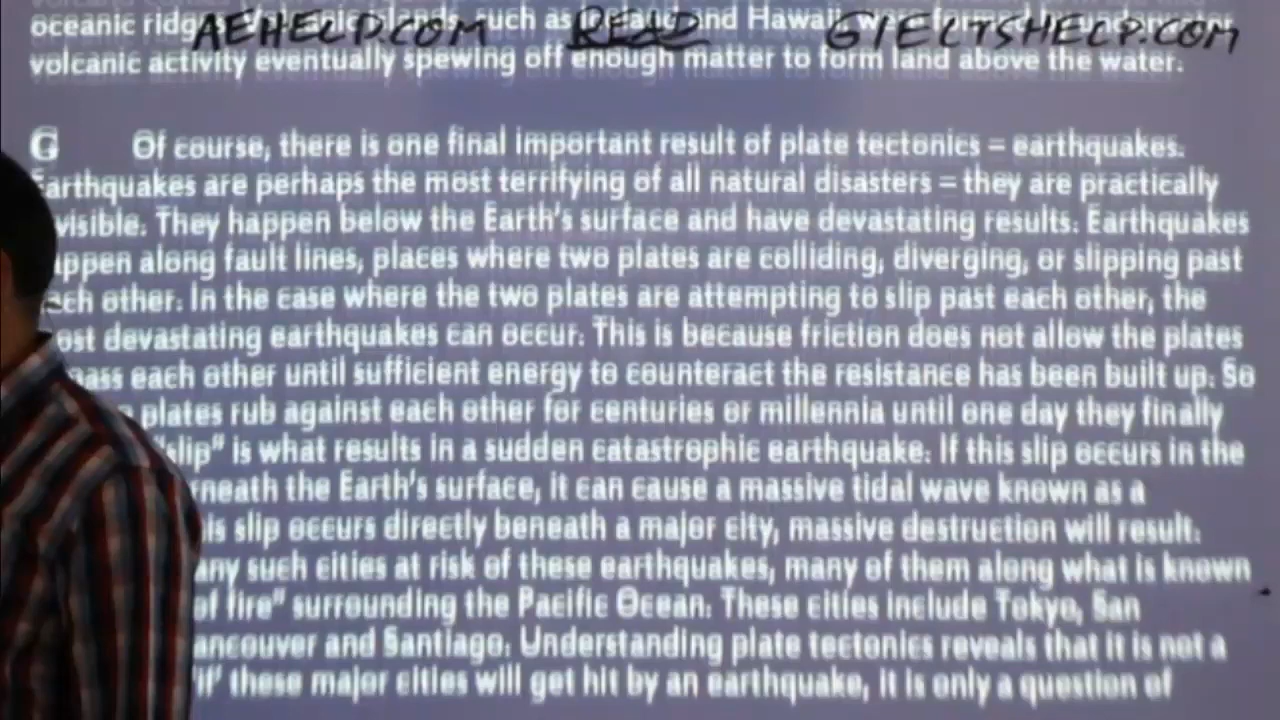 oceanic
AEHELP.COM READ GIELTSHELP.COM
such as and Hawaii, were formed
volcanic activity eventually spewing off enough matter to form land above the water.
G Of course, there is one final important result of plate tectonics – earthquakes.
Earthquakes are perhaps the most terrifying of all natural disasters – they are practically
visible. They happen below the Earth's surface and have devastating results. Earthquakes
appen along fault lines, places where two plates are colliding, diverging, or slipping past
ch other. In the case where the two plates are attempting to slip past each other, the
ost devastating earthquakes can occur. This is because friction does not allow the plates
pass each other until sufficient energy to counteract the resistance has been built up. So
plates rub against each other for centuries or millennia until one day they finally
"slip" is what results in a sudden catastrophic earthquake. If this slip occurs in the
neath the Earth's surface, it can cause a massive tidal wave known as a
is slip occurs directly beneath a major city, massive destruction will result.
any such cities at risk of these earthquakes, many of them along what is known
of fire" surrounding the Pacific Ocean. These cities include Tokyo, San
ancouver and Santiago. Understanding plate tectonics reveals that it is not a
"if" these major cities will get hit by an earthquake, it is only a question of